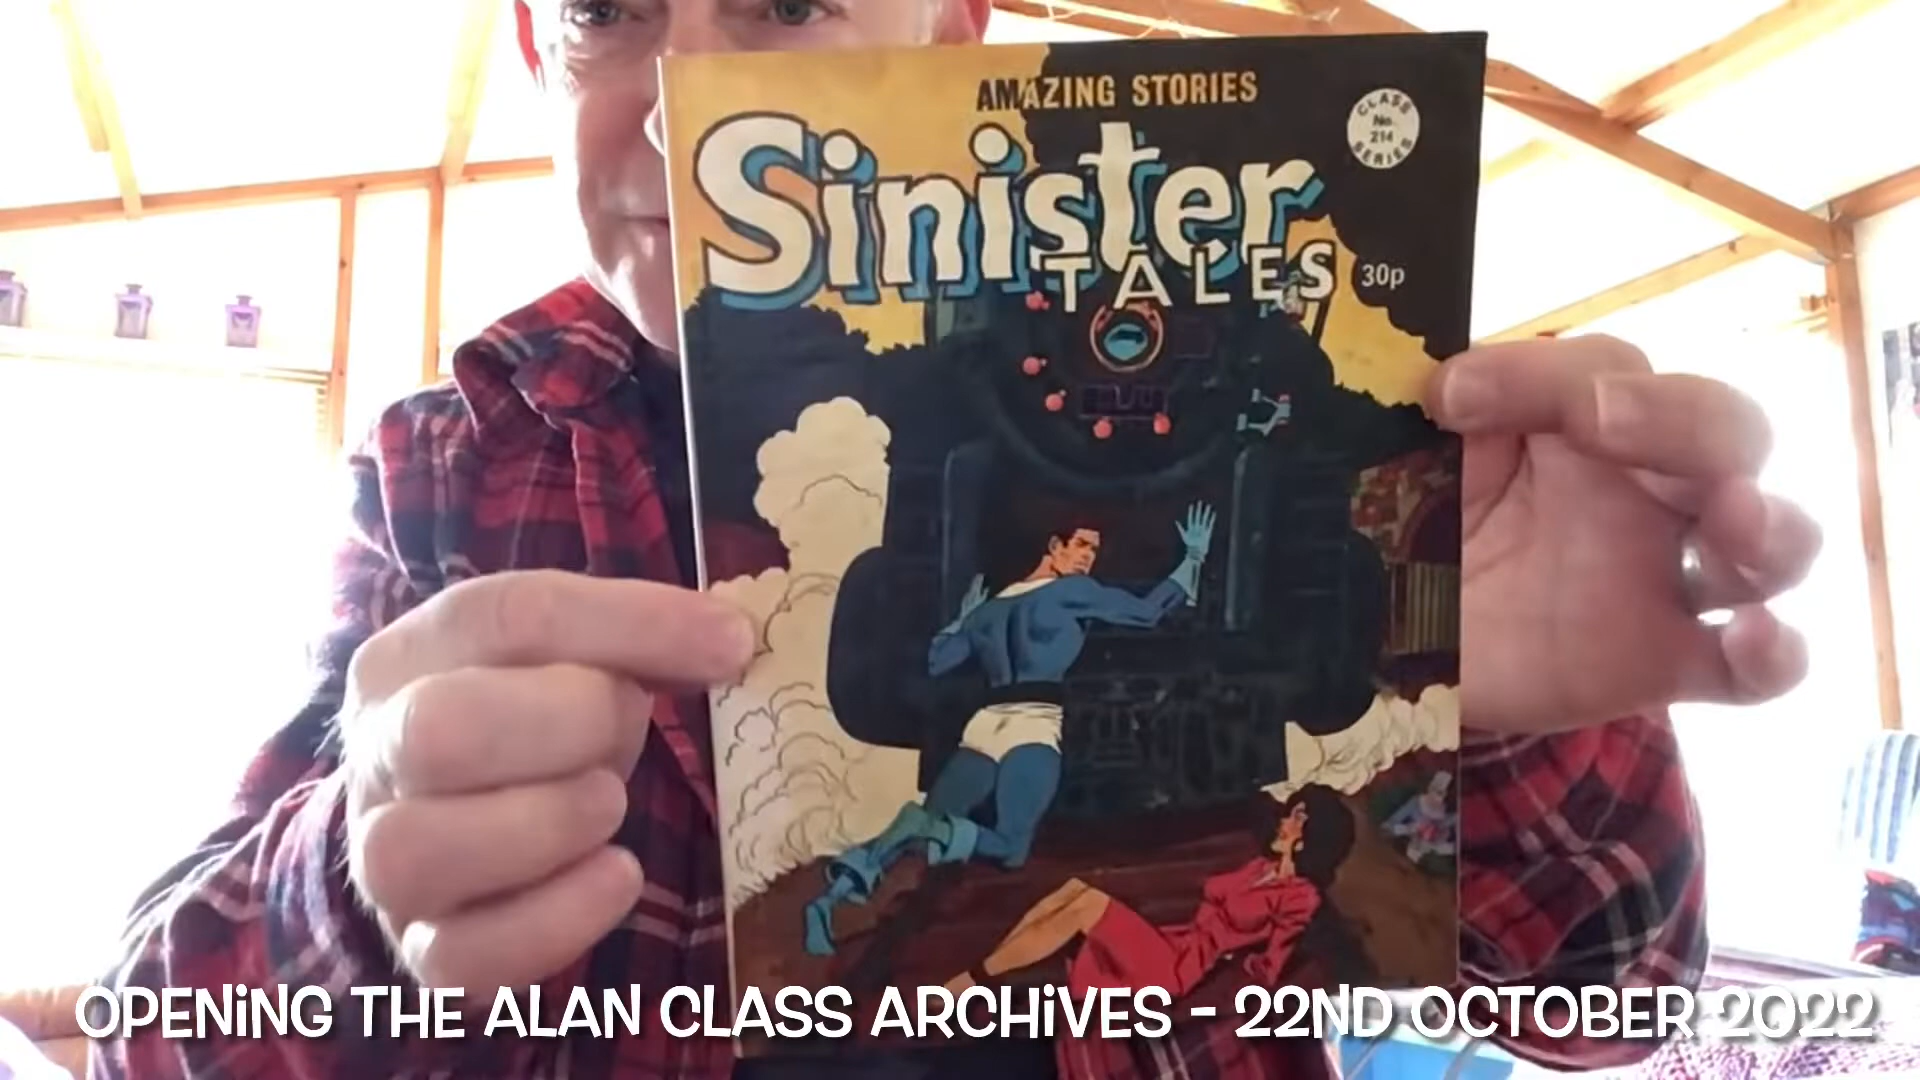 AMAZING STORIES
CLASS
No.
214
SERIES
Sinister
TALES
30p
OPENiNG THE ALAN CLASS ARCHiVES - 22ND OCTOBER 2022